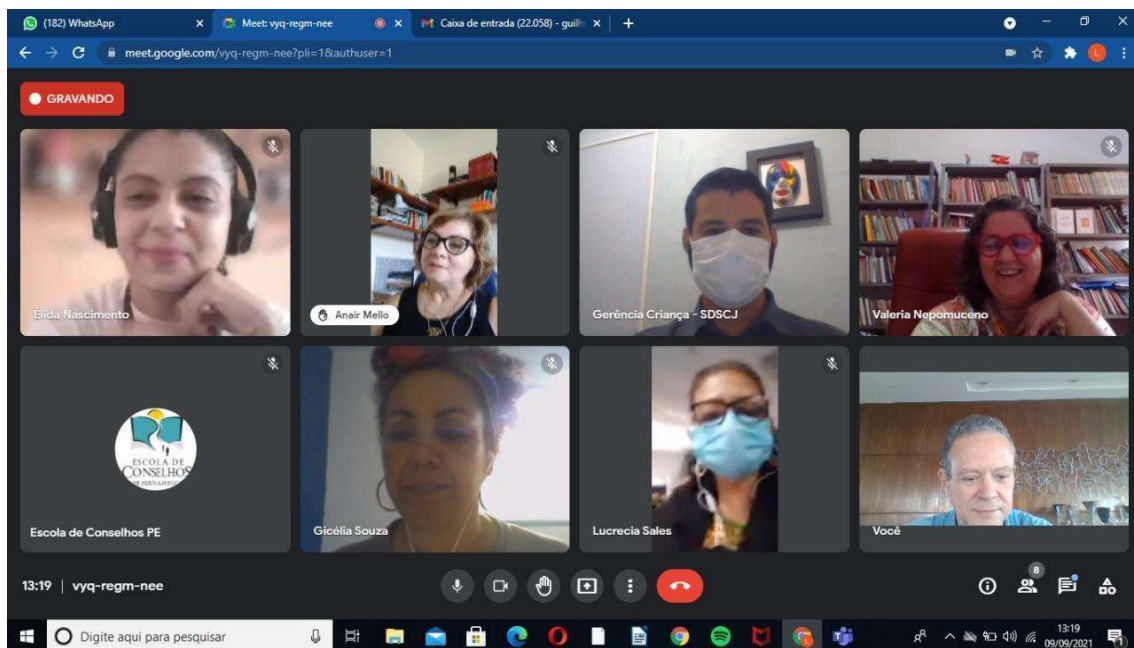 (182) WhatsApp
Meet: vyq-regm-nee
Caixa de entrada (22.058) - guilh
meet.google.com/vyq-regm-nee?pli=1&authuser=1
L
GRAVANDO
Elida Nascimento
Anair Mello
Gerência Criança - SDSCJ
Valeria Nepomuceno
ESCOLA DE
CONSELHOS
DE PERNAMBUCO
Escola de Conselhos PE
Gicélia Souza
Lucrecia Sales
Você
13:19 | vyq-regm-nee
8
Digite aqui para pesquisar
13:19
09/09/2021